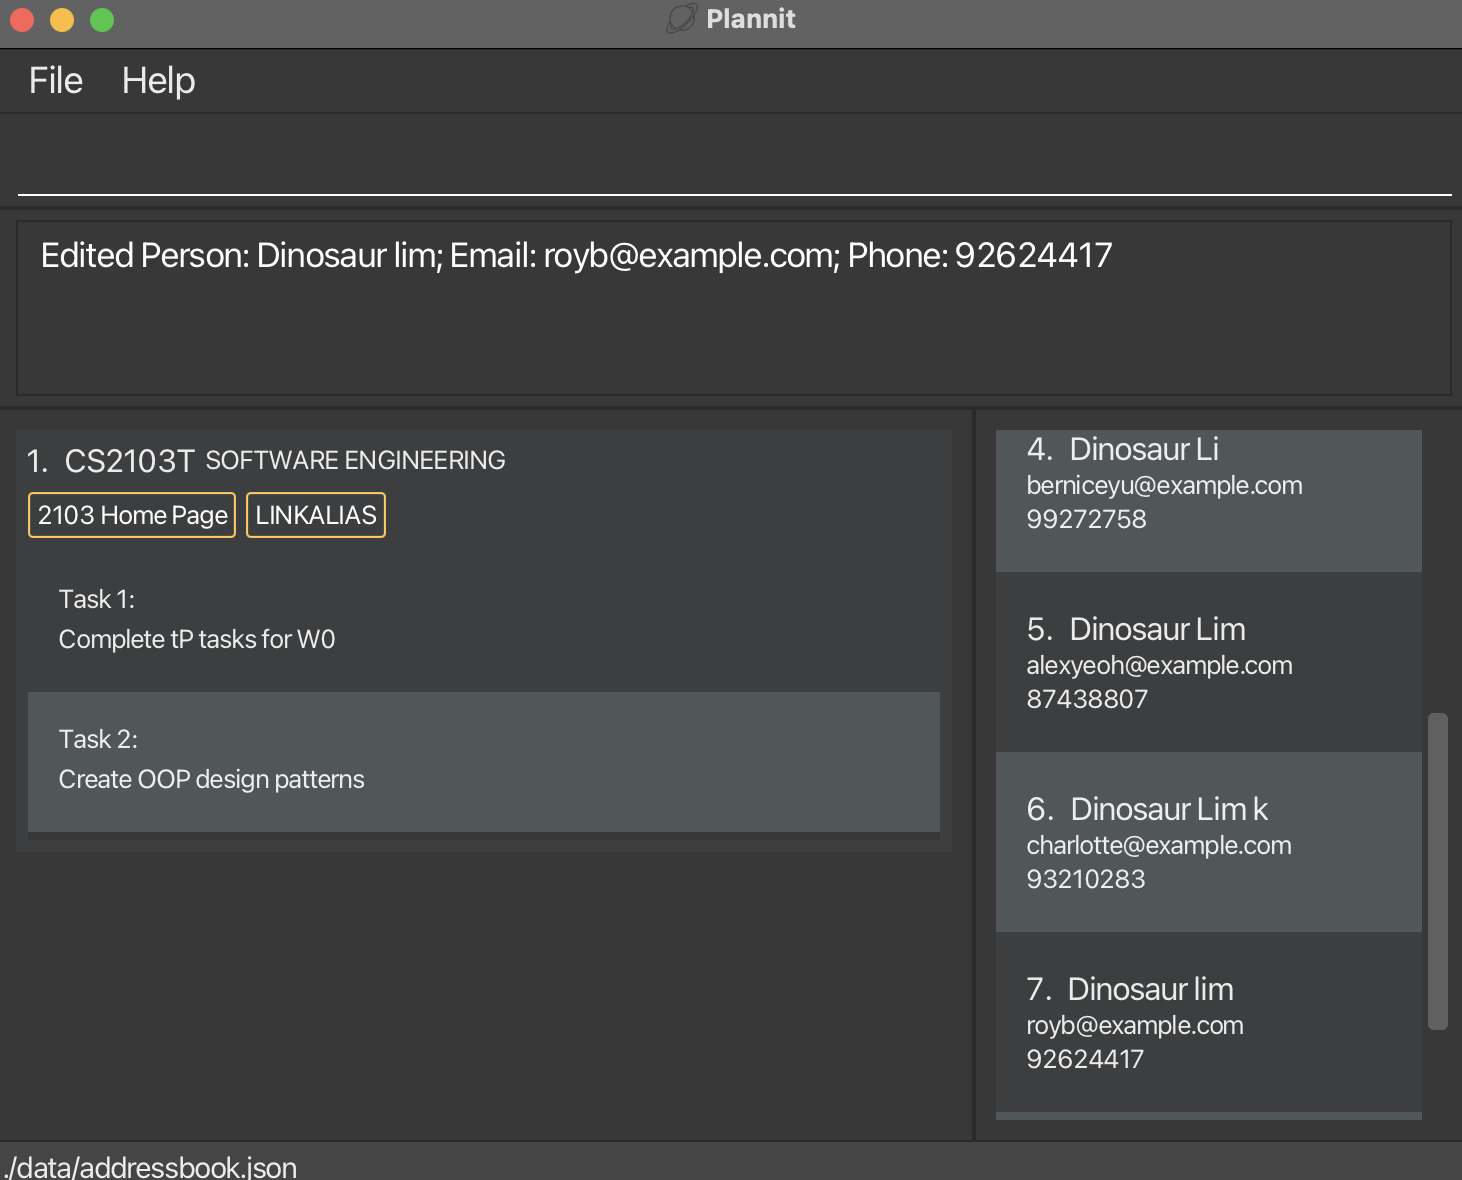 Plannit
File Help
Edited Person: Dinosaur lim; Email: royb@example.com; Phone: 92624417
1. CS2103T SOFTWARE ENGINEERING
2103 Home Page LINKALIAS
Task 1:
Complete tP tasks for W0
Task 2:
Create OOP design patterns
4. Dinosaur Li
berniceyu@example.com
99272758
5. Dinosaur Lim
alexyeoh@example.com
87438807
6. Dinosaur Lim k
charlotte@example.com
93210283
7. Dinosaur lim
royb@example.com
92624417
./data/addressbook.json